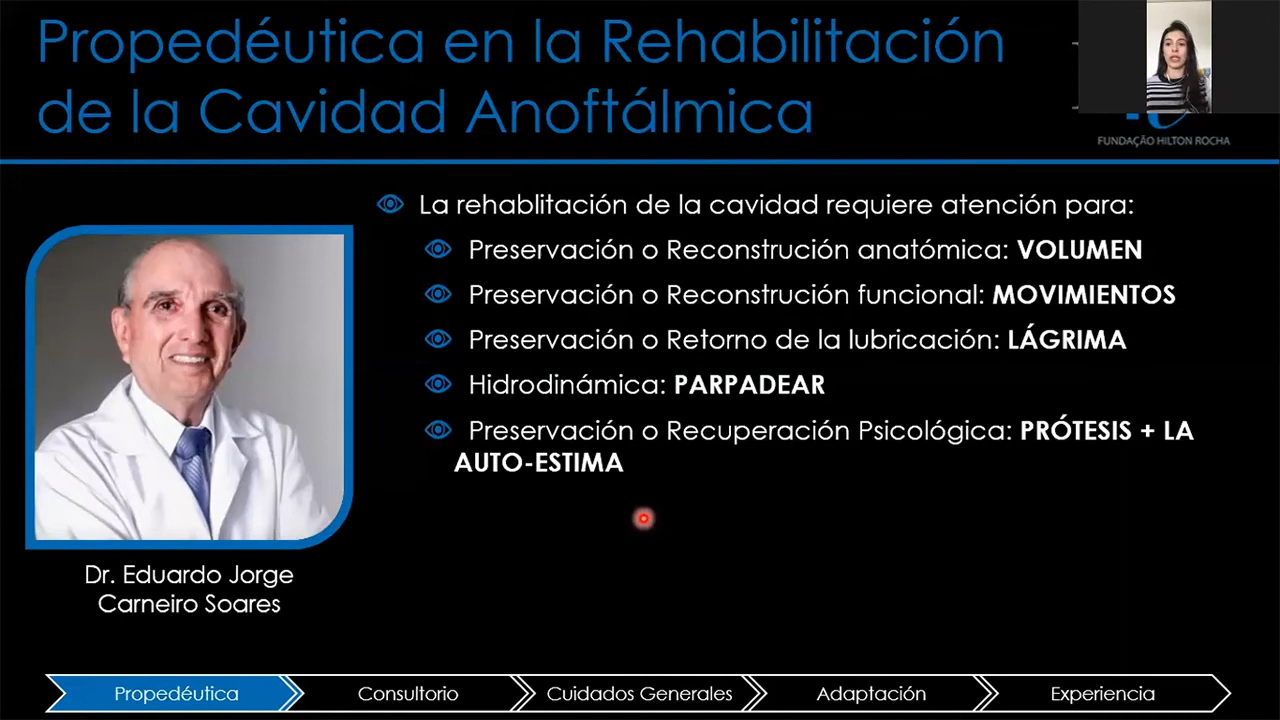 Propedéutica en la Rehabilitación
de la Cavidad Anoftálmica
FUNDAÇÃO HILTON ROCHA
La rehablitación de la cavidad requiere atención para:
Preservación o Reconstrución anatómica: VOLUMEN
Preservación o Reconstrución funcional: MOVIMIENTOS
Preservación o Retorno de la lubricación: LÁGRIMA
Hidrodinámica: PARPADEAR
Preservación o Recuperación Psicológica: PRÓTESIS + LA
AUTO-ESTIMA
Dr. Eduardo Jorge
Carneiro Soares
Propedéutica
Consultorio
Cuidados Generales
Adaptación
Experiencia